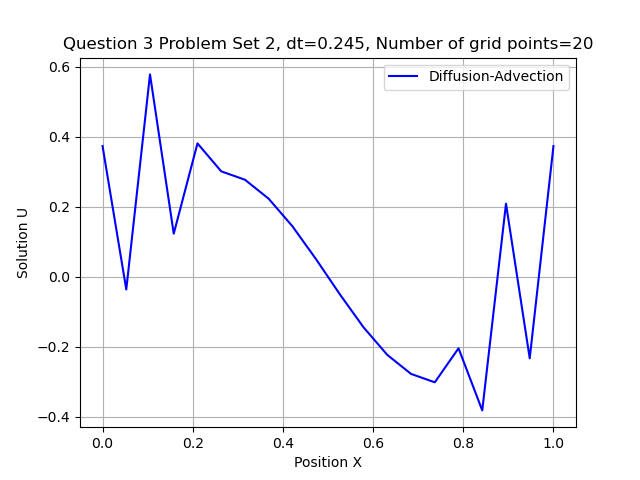 Question 3 Problem Set 2, dt=0.245, Number of grid points=20
Diffusion-Advection
0.6
0.4
0.2
0.0
−0.2
−0.4
Solution U
0.0 0.2 0.4 0.6 0.8 1.0
Position X